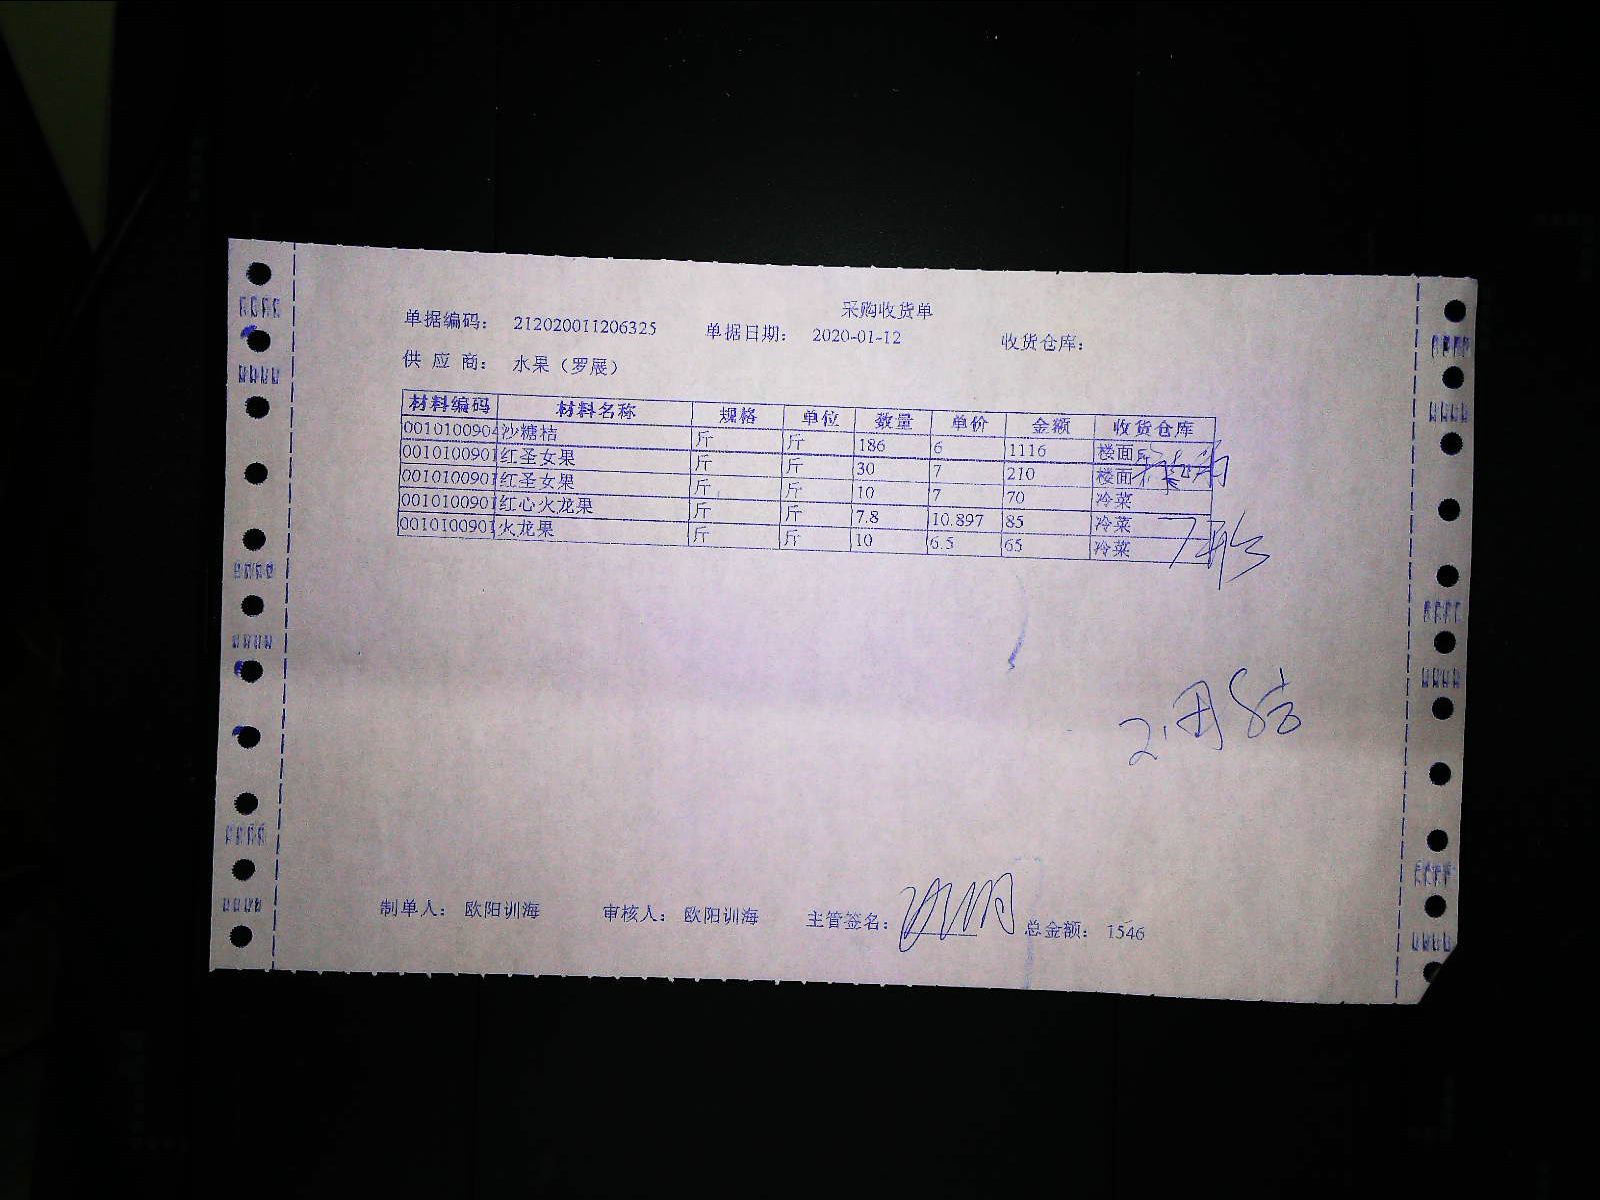 采购收货单
单据编码： 212020011206325 单据日期： 2020-01-12 收货仓库：
供 应 商： 水果（罗展）
材料编码 材料名称 规格 单位 数量 单价 金额 收货仓库
0010100904 沙糖桔 斤 斤 186 6 1116 楼面
0010100901 红圣女果 斤 斤 30 7 210 楼面
0010100901 红圣女果 斤 斤 10 7 70 冷菜
0010100901 红心火龙果 斤 斤 7.8 10.897 85 冷菜
0010100901 火龙果 斤 斤 10 6.5 65 冷菜
2.月结
制单人： 欧阳训海 审核人： 欧阳训海 主管签名： 总金额： 1546